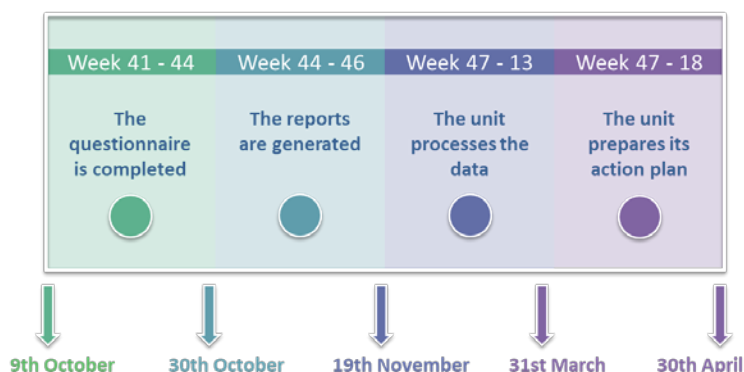 Week 41 - 44
Week 44 - 46
Week 47 - 13
Week 47 - 18
The
questionnaire
is completed
The reports
are generated
The unit
processes the
data
The unit
prepares its
action plan
9th October
30th October
19th November
31st March
30th April